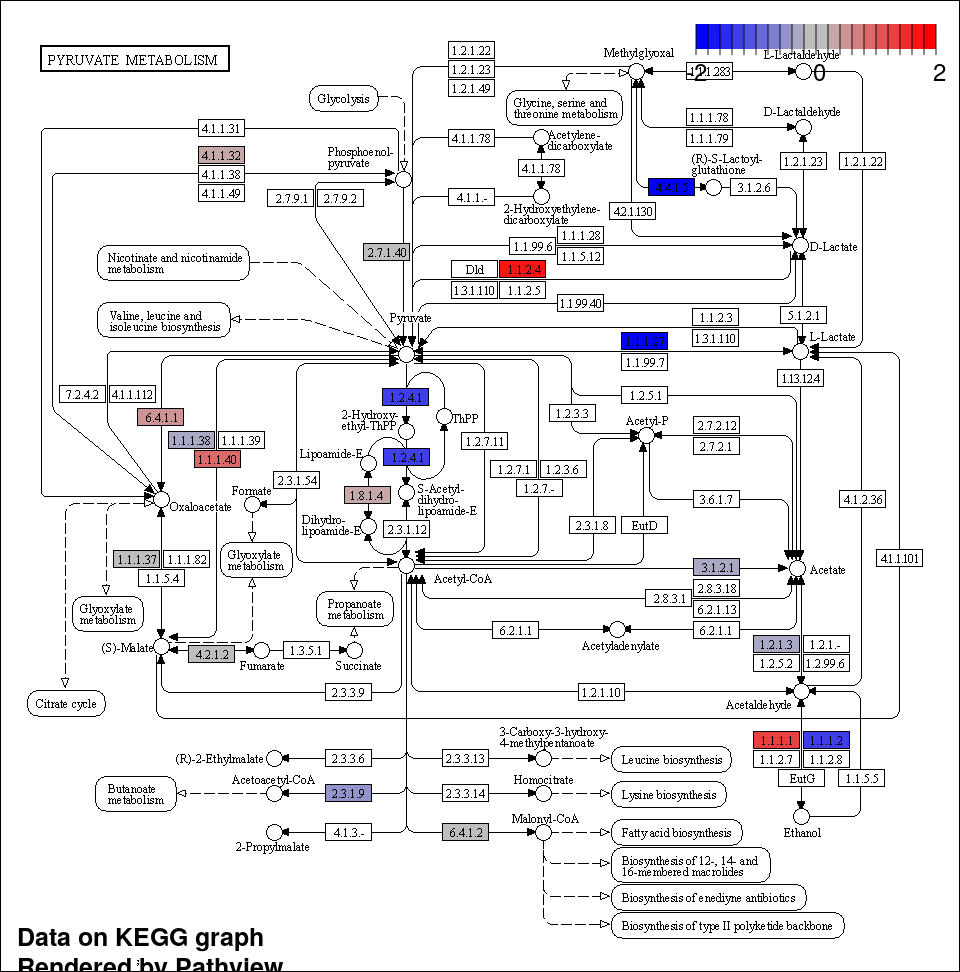 PYRUVATE METABOLISM
-2
0
2
1.2.1.22
1.2.1.23
1.2.1.49
Methylglyoxal
L-Lactaldehyde
Glycolysis
Glycine, serine and
threonine metabolism
D-Lactaldehyde
1.1.1.78
1.1.1.79
4.1.1.31
4.1.1.32
4.1.1.38
4.1.1.49
Phosphoenol-
pyruvate
4.1.1.78
Acetylene-
dicarboxylate
4.1.1.78
(R)-S-Lactoyl-
glutathione
1.2.1.23
1.2.1.22
2.7.9.1
2.7.9.2
4.1.1.-
2-Hydroxyethylene-
dicarboxylate
4.4.1.5
3.1.2.6
4.2.1.130
Nicotinate and nicotinamide
metabolism
2.7.1.40
1.1.99.6
1.1.1.28
1.1.5.12
D-Lactate
Dld
1.1.2.4
1.3.1.110
1.1.2.5
1.1.99.40
Valine, leucine and
isoleucine biosynthesis
Pyruvate
1.1.2.3
1.3.1.110
5.1.2.1
L-Lactate
1.1.1.27
1.1.99.7
1.13.12.4
7.2.4.2
4.1.1.112
6.4.1.1
1.2.4.1
1.2.5.1
2-Hydroxy-
ethyl-ThPP
ThPP
1.2.3.3
Acetyl-P
2.7.2.12
2.7.2.1
1.1.1.38
1.1.1.39
1.1.1.40
Lipoamide-E
1.2.4.1
1.2.7.11
1.2.7.1
1.2.3.6
1.2.7.-
Oxaloacetate
Formate
2.3.1.54
1.8.1.4
S-Acetyl-
dihydro-
lipoamide-E
Dihydro-
lipoamide-E
2.3.1.12
2.3.1.8
EutD
3.6.1.7
4.1.2.36
1.1.1.37
1.1.1.82
1.1.5.4
Glyoxylate
metabolism
Acetyl-CoA
3.1.2.1
Acetate
4.1.1.101
Glyoxylate
metabolism
Propanoate
metabolism
2.8.3.1
2.8.3.18
6.2.1.13
6.2.1.1
Acetyladenylate
6.2.1.1
(S)-Malate
4.2.1.2
Fumarate
1.3.5.1
Succinate
1.2.1.3
1.2.1.-
1.2.5.2
1.2.99.6
Citrate cycle
2.3.3.9
1.2.1.10
Acetaldehyde
(R)-2-Ethylmalate
2.3.3.6
2.3.3.13
3-Carboxy-3-hydroxy-
4-methylpentanoate
Leucine biosynthesis
1.1.1.1
1.1.1.2
1.1.2.7
1.1.2.8
EutG
1.1.5.5
Butanoate
metabolism
Acetoacetyl-CoA
2.3.1.9
2.3.3.14
Homocitrate
Lysine biosynthesis
Ethanol
2-Propylmalate
4.1.3.-
6.4.1.2
Malonyl-CoA
Fatty acid biosynthesis
Biosynthesis of 12-, 14- and
16-membered macrolides
Biosynthesis of enediyne antibiotics
Biosynthesis of type II polyketide backbone
Data on KEGG graph
Rendered by Pathview